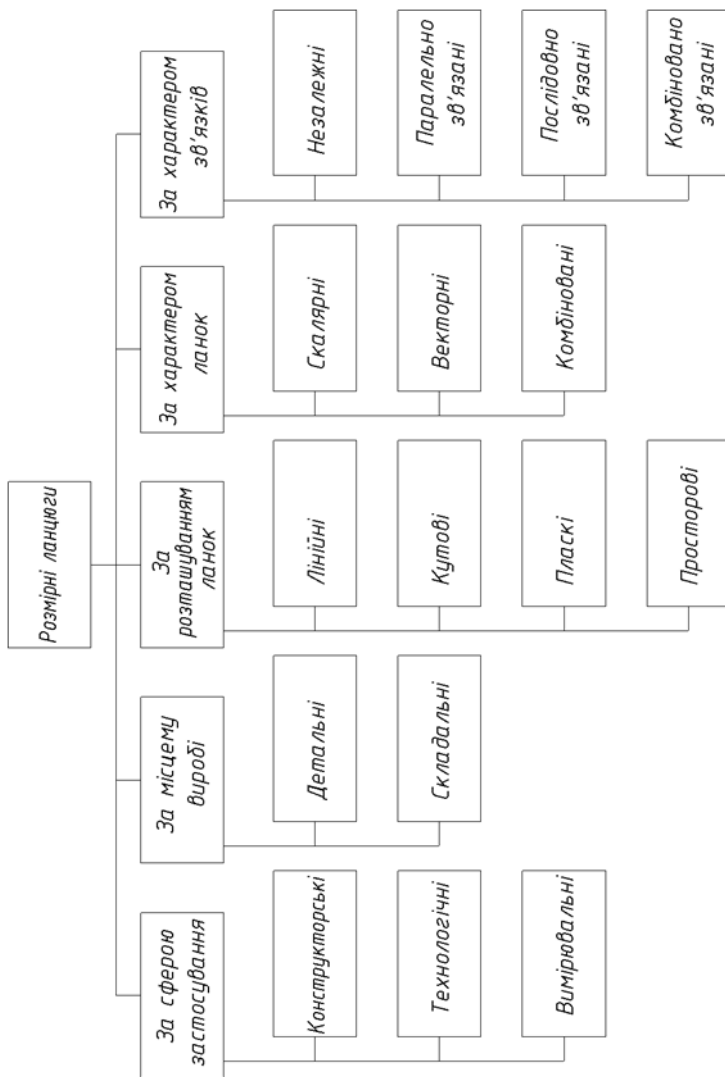 Розмірні ланцюги
За сферою
застосування
Конструкторські
Технологічні
Вимірювальні
За місцему
виробі
Детальні
Складальні
За
розташуванням
ланок
Лінійні
Кутові
Пласкі
Просторові
За характером
ланок
Скалярні
Векторні
Комбіновані
За характером
зв'язків
Незалежні
Паралельно
зв'язані
Послідовно
зв'язані
Комбіновано
зв'язані